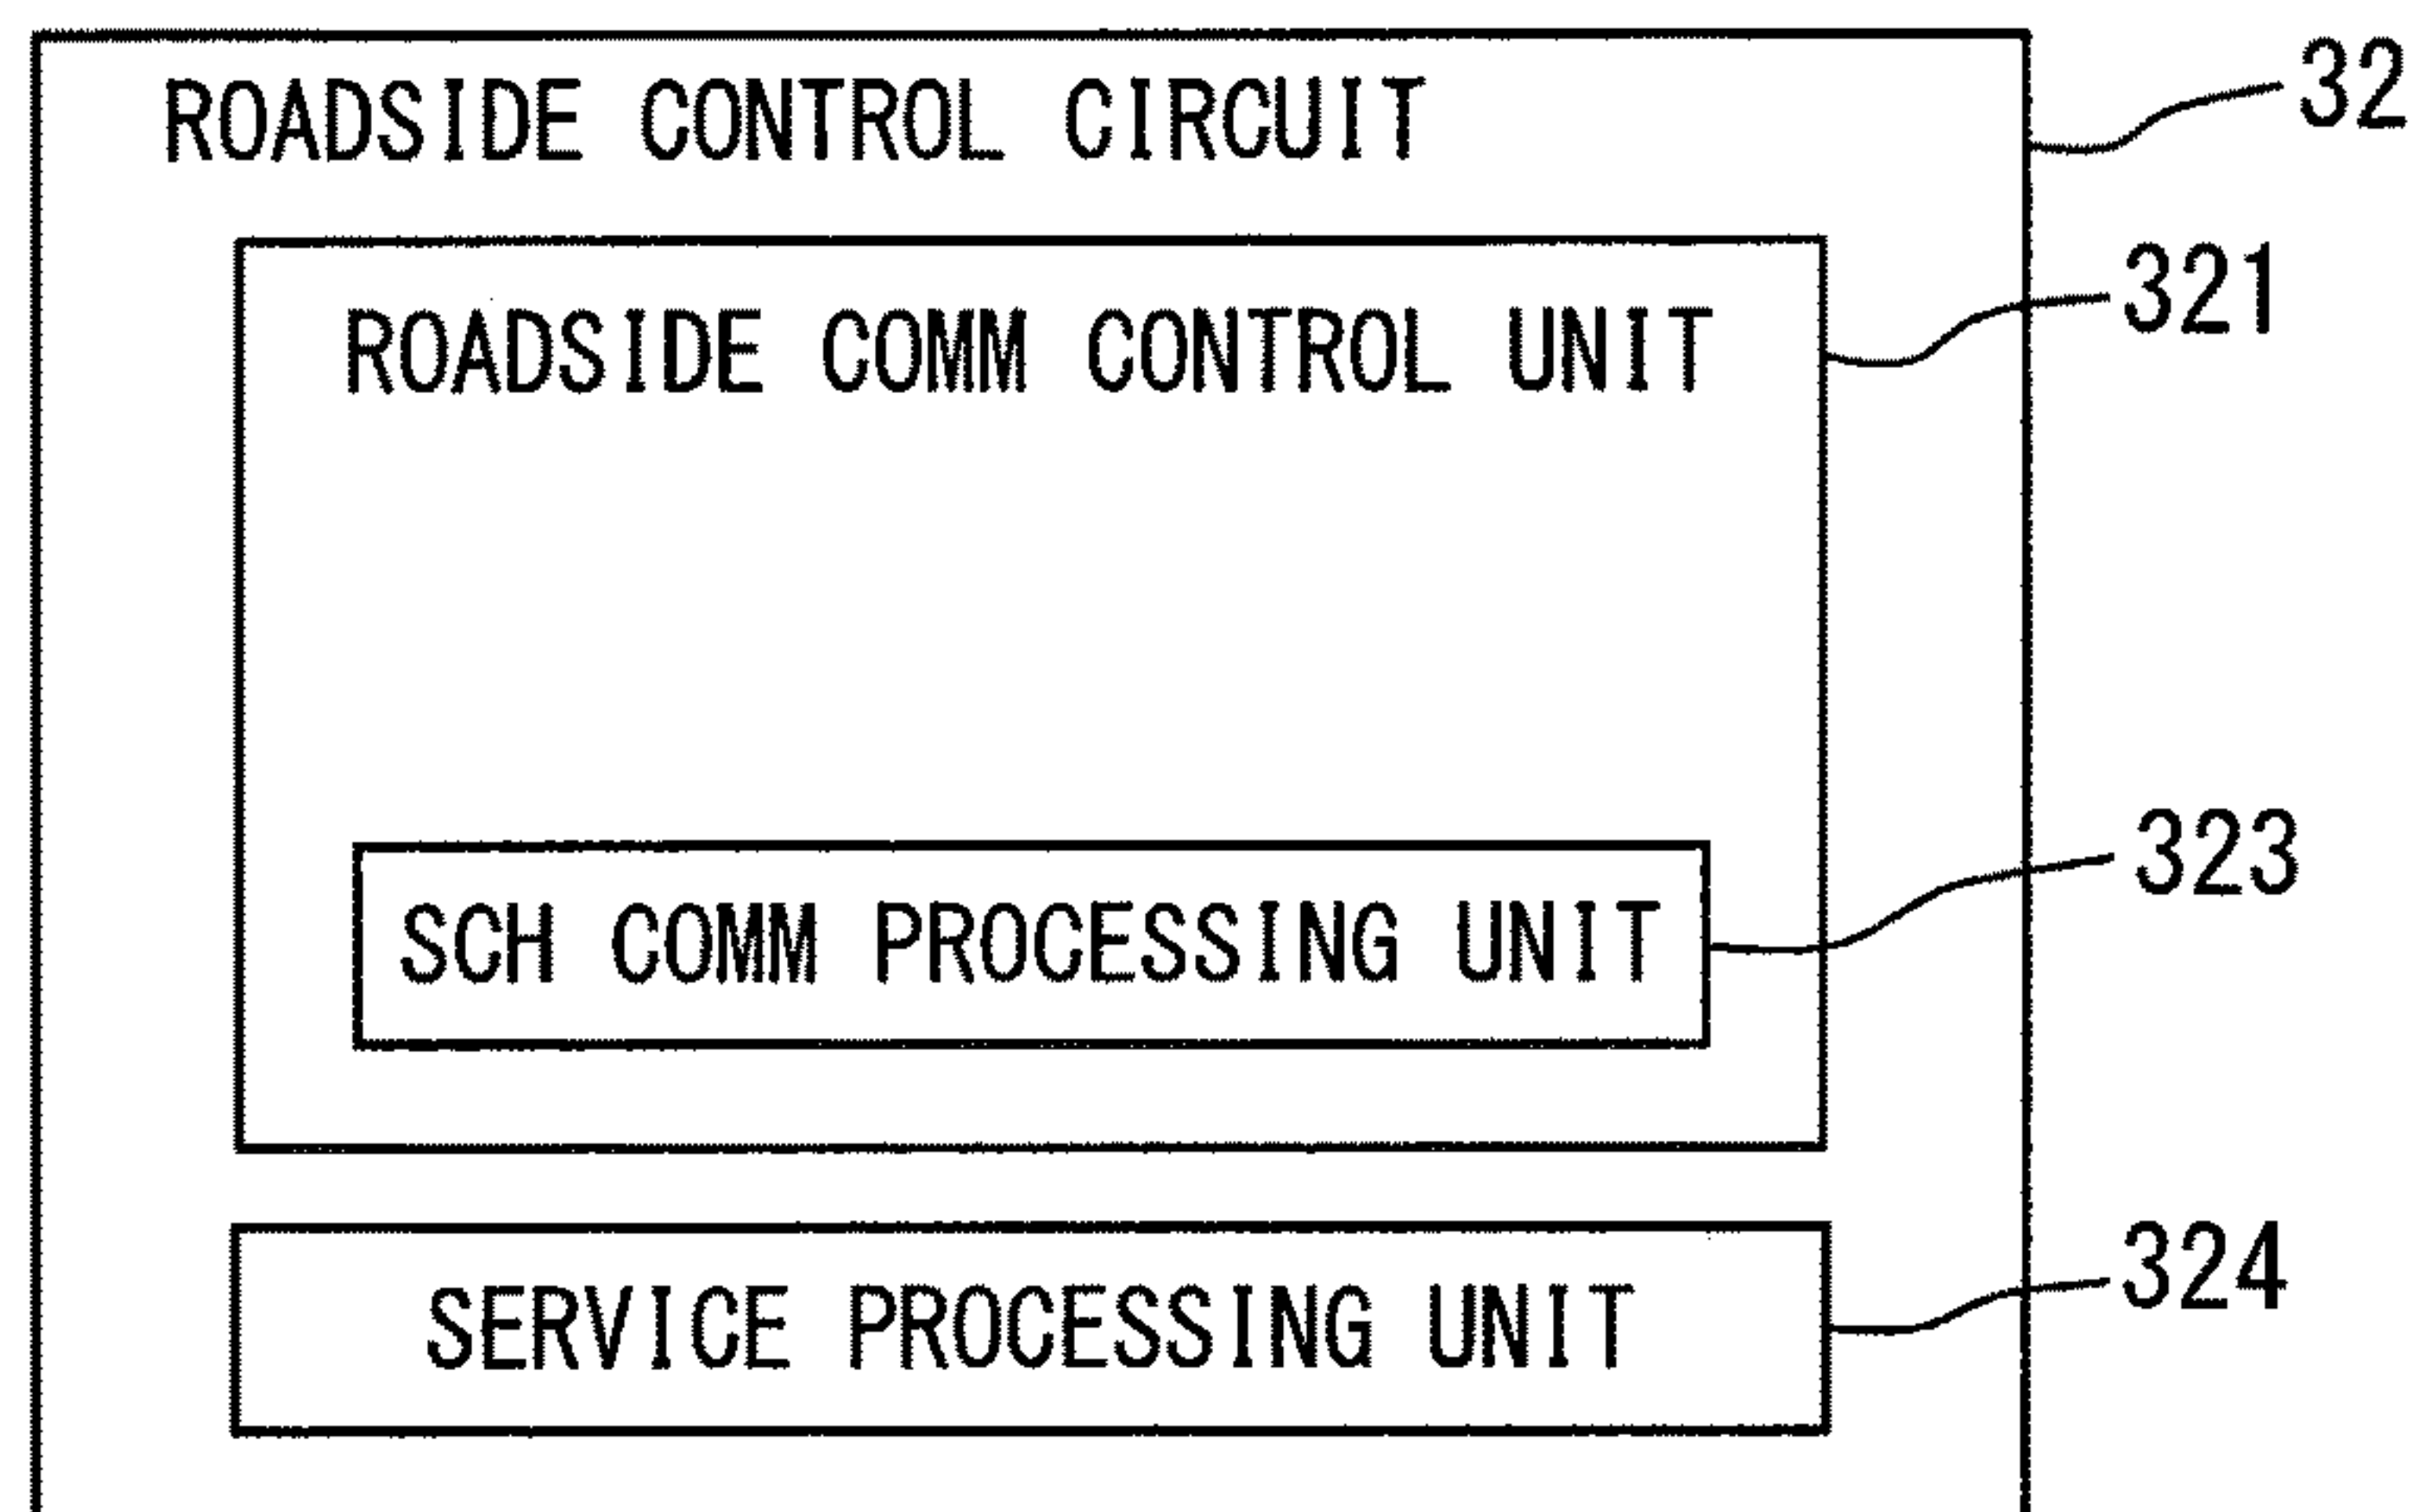 ROADSIDE CONTROL CIRCUIT
32
321
ROADSIDE COMM CONTROL UNIT
323
SCH COMM PROCESSING UNIT
324
SERVICE PROCESSING UNIT